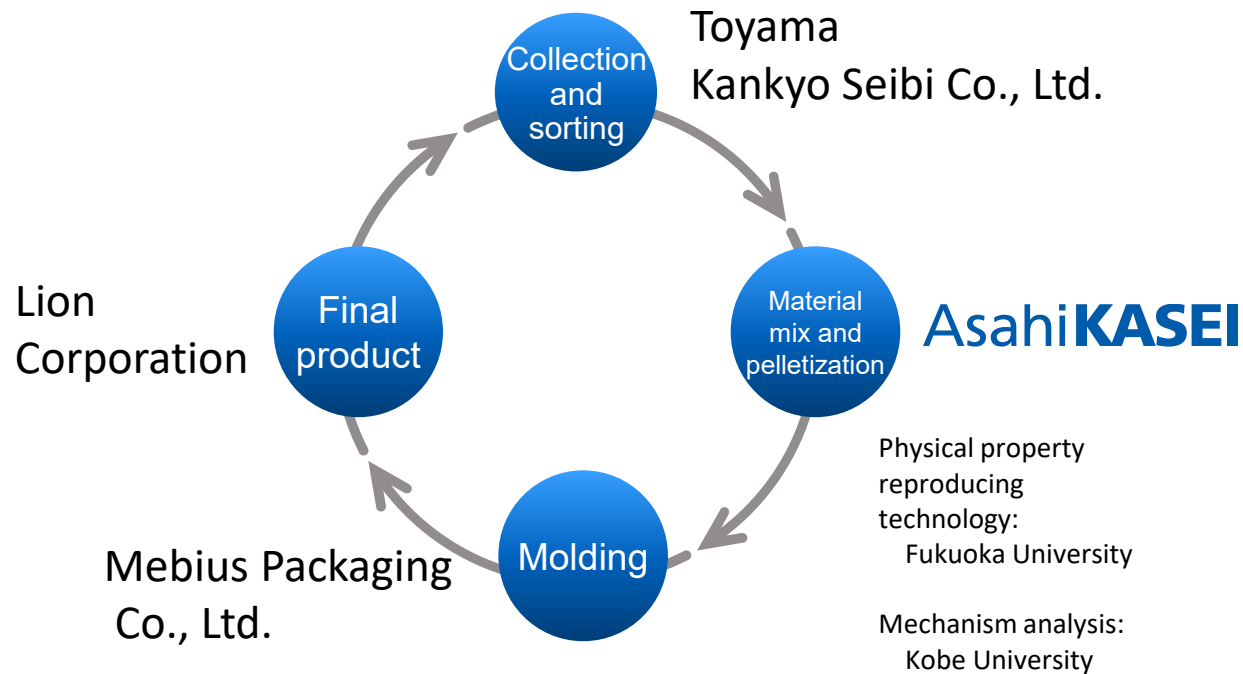 Collection
and
sorting
Toyama
Kankyo Seibi Co., Ltd.
Material
mix and
pelletization
AsahiKASEI
Physical property
reproducing
technology:
Fukuoka University
Mechanism analysis:
Kobe University
Molding
Mebius Packaging
Co., Ltd.
Final
product
Lion
Corporation